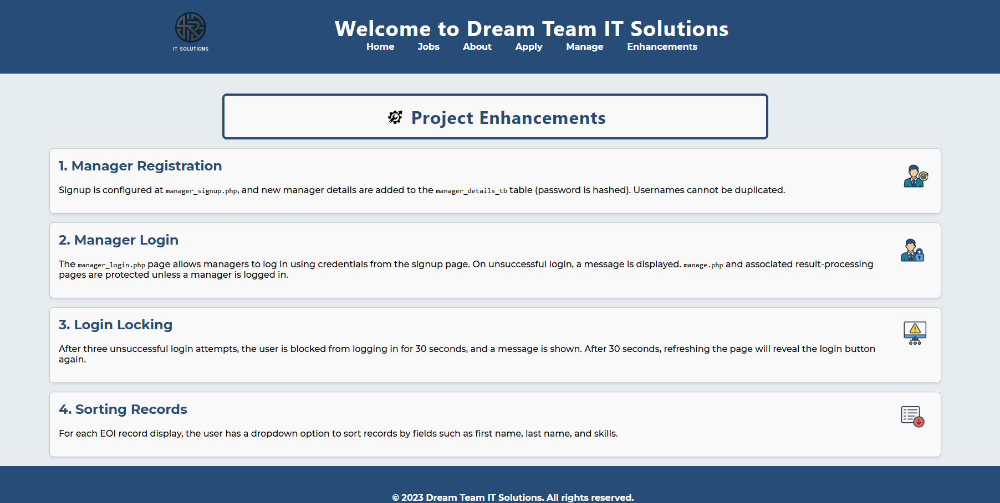 IT SOLUTIONS
Welcome to Dream Team IT Solutions
Home Jobs About Apply Manage Enhancements
Project Enhancements
1. Manager Registration
Signup is configured at manager_signup.php, and new manager details are added to the manager_details_tb table (password is hashed). Usernames cannot be duplicated.
2. Manager Login
The manager_login.php page allows managers to log in using credentials from the signup page. On unsuccessful login, a message is displayed. manage.php and associated result-processing
pages are protected unless a manager is logged in.
3. Login Locking
After three unsuccessful login attempts, the user is blocked from logging in for 30 seconds, and a message is shown. After 30 seconds, refreshing the page will reveal the login button
again.
4. Sorting Records
For each EOI record display, the user has a dropdown option to sort records by fields such as first name, last name, and skills.
© 2023 Dream Team IT Solutions. All rights reserved.